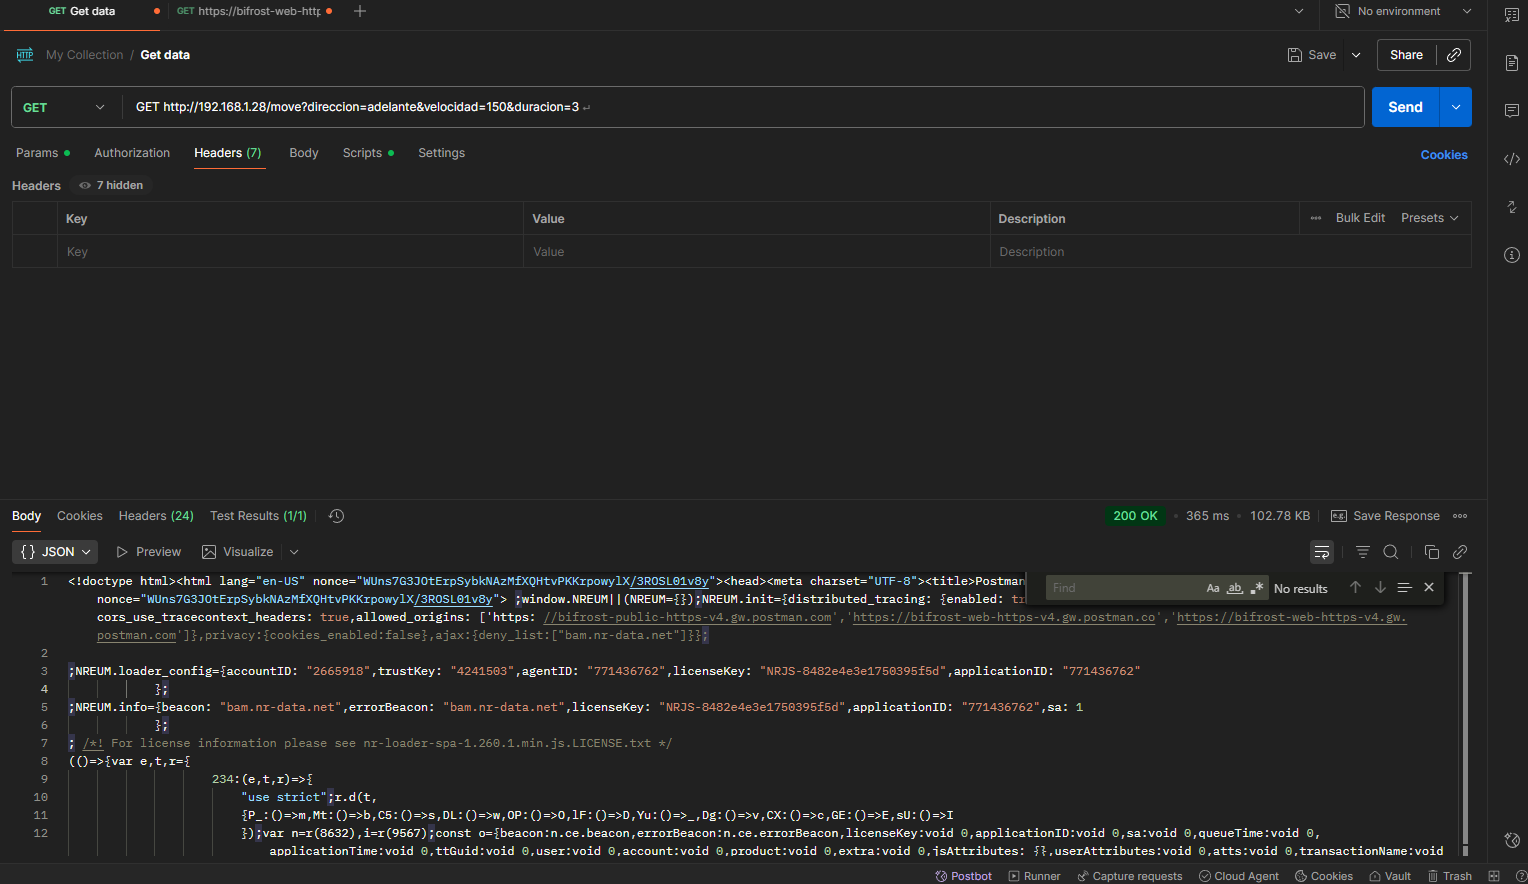 GET Get data
GET https://bifrost-web-http
No environment
HTTP My Collection / Get data
Save
Share
GET
GET http://192.168.1.28/move?direccion=adelante&velocidad=150&duracion=3 ↵
Send
Params
Authorization
Headers (7)
Body
Scripts
Settings
Cookies
Headers
7 hidden
Key
Value
Description
Bulk Edit
Presets
Key
Value
Description
Body
Cookies
Headers (24)
Test Results (1/1)
200 OK
365 ms
102.78 KB
e.g. Save Response
{} JSON
Preview
Visualize
Find
Aa
ab
.*
No results
1 <!doctype html><html lang="en-US" nonce="WUns7G3JOtErpSybkNAzMfXQHtvPKKrpowylX/3ROSL01v8y"><head><meta charset="UTF-8"><title>Postman
nonce="WUns7G3JOtErpSybkNAzMfXQHtvPKKrpowylX/3ROSL01v8y"> ;window.NREUM||(NREUM={});NREUM.init={distributed_tracing: {enabled: tr
cors_use_tracecontext_headers: true,allowed_origins: ['https: //bifrost-public-https-v4.gw.postman.com','https://bifrost-web-https-v4.gw.postman.co','https://bifrost-web-https-v4.gw.
postman.com']},privacy:{cookies_enabled:false},ajax:{deny_list:["bam.nr-data.net"]}};
2
3 ;NREUM.loader_config={accountID: "2665918",trustKey: "4241503",agentID: "771436762",licenseKey: "NRJS-8482e4e3e1750395f5d",applicationID: "771436762"
4 };
5 ;NREUM.info={beacon: "bam.nr-data.net",errorBeacon: "bam.nr-data.net",licenseKey: "NRJS-8482e4e3e1750395f5d",applicationID: "771436762",sa: 1
6 };
7 ; /*! For license information please see nr-loader-spa-1.260.1.min.js.LICENSE.txt */
8 (()=>{var e,t,r={
9 234:(e,t,r)=>{
10 "use strict";r.d(t,
11 {P_:()=>m,Mt:()=>b,C5:()=>s,DL:()=>w,OP:()=>O,lF:()=>D,Yu:()=>_,Dg:()=>v,CX:()=>c,GE:()=>E,sU:()=>I
12 });var n=r(8632),i=r(9567);const o={beacon:n.ce.beacon,errorBeacon:n.ce.errorBeacon,licenseKey:void 0,applicationID:void 0,sa:void 0,queueTime:void 0,
applicationTime:void 0,ttGuid:void 0,user:void 0,account:void 0,product:void 0,extra:void 0,jsAttributes: {},userAttributes:void 0,atts:void 0,transactionName:void
Postbot
Runner
Capture requests
Cloud Agent
Cookies
Vault
Trash